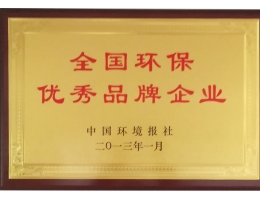 全国环保
优秀品牌企业
中国环境报社
二〇一三年一月